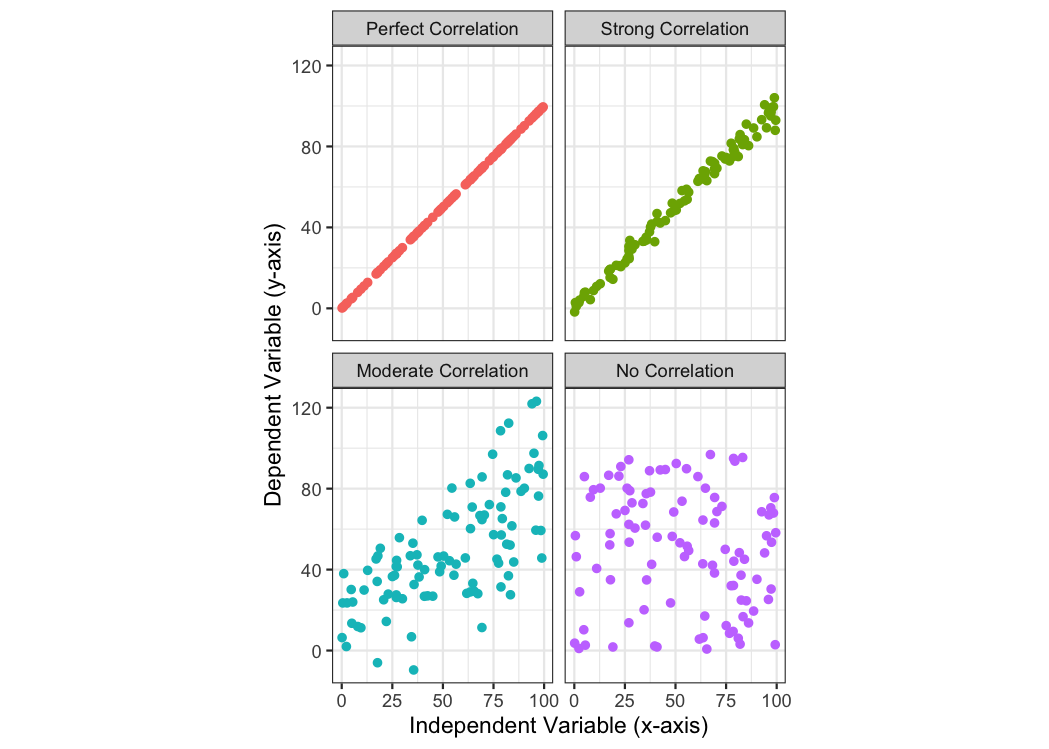 Perfect Correlation
Strong Correlation
120
80
40
0
Dependent Variable (y-axis)
Moderate Correlation
No Correlation
120
80
40
0
0 25 50 75 100
0 25 50 75 100
Independent Variable (x-axis)